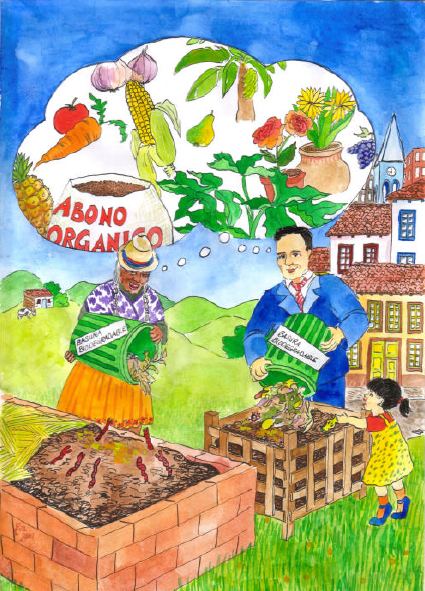 ABONO
ORGANICO
BASURA
BIODEGRADABLE
BASURA
BIODEGRADABLE